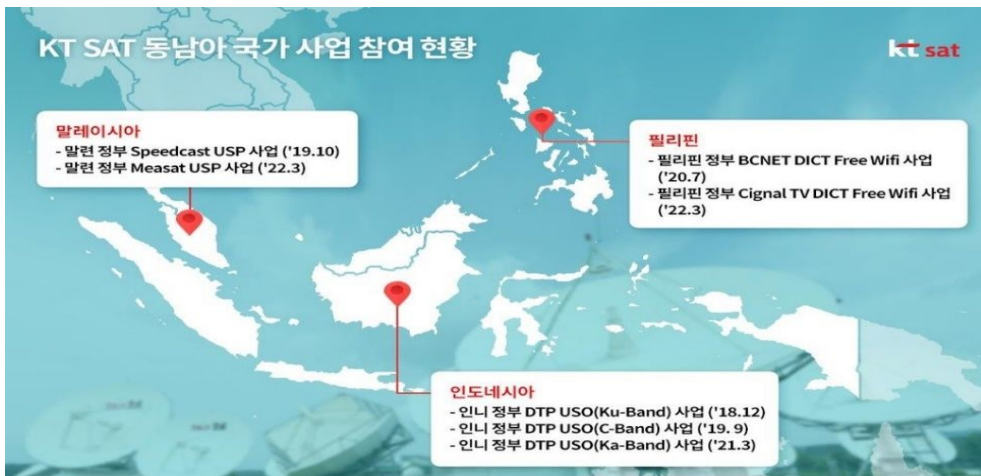 KT SAT 동남아 국가 사업 참여 현황
kt sat
말레이시아
- 말련 정부 Speedcast USP 사업 ('19.10)
- 말련 정부 Measat USP 사업 ('22.3)
필리핀
- 필리핀 정부 BCNET DICT Free Wifi 사업
('20.7)
- 필리핀 정부 Cignal TV DICT Free Wifi 사업
('22.3)
인도네시아
- 인니 정부 DTP USO(Ku-Band) 사업 ('18.12)
- 인니 정부 DTP USO(C-Band) 사업 ('19. 9)
- 인니 정부 DTP USO(Ka-Band) 사업 ('21.3)